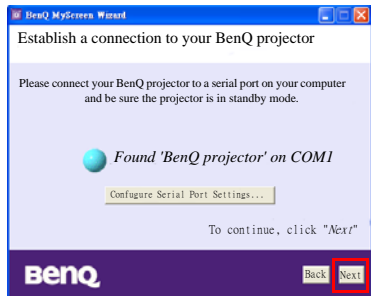 BenQ MyScreen Wizard
Establish a connection to your BenQ projector
Please connect your BenQ projector to a serial port on your computer
and be sure the projector is in standby mode.
Found 'BenQ projector' on COM1
Confugure Serial Port Settings...
To continue, click "Next"
BenQ
Back Next